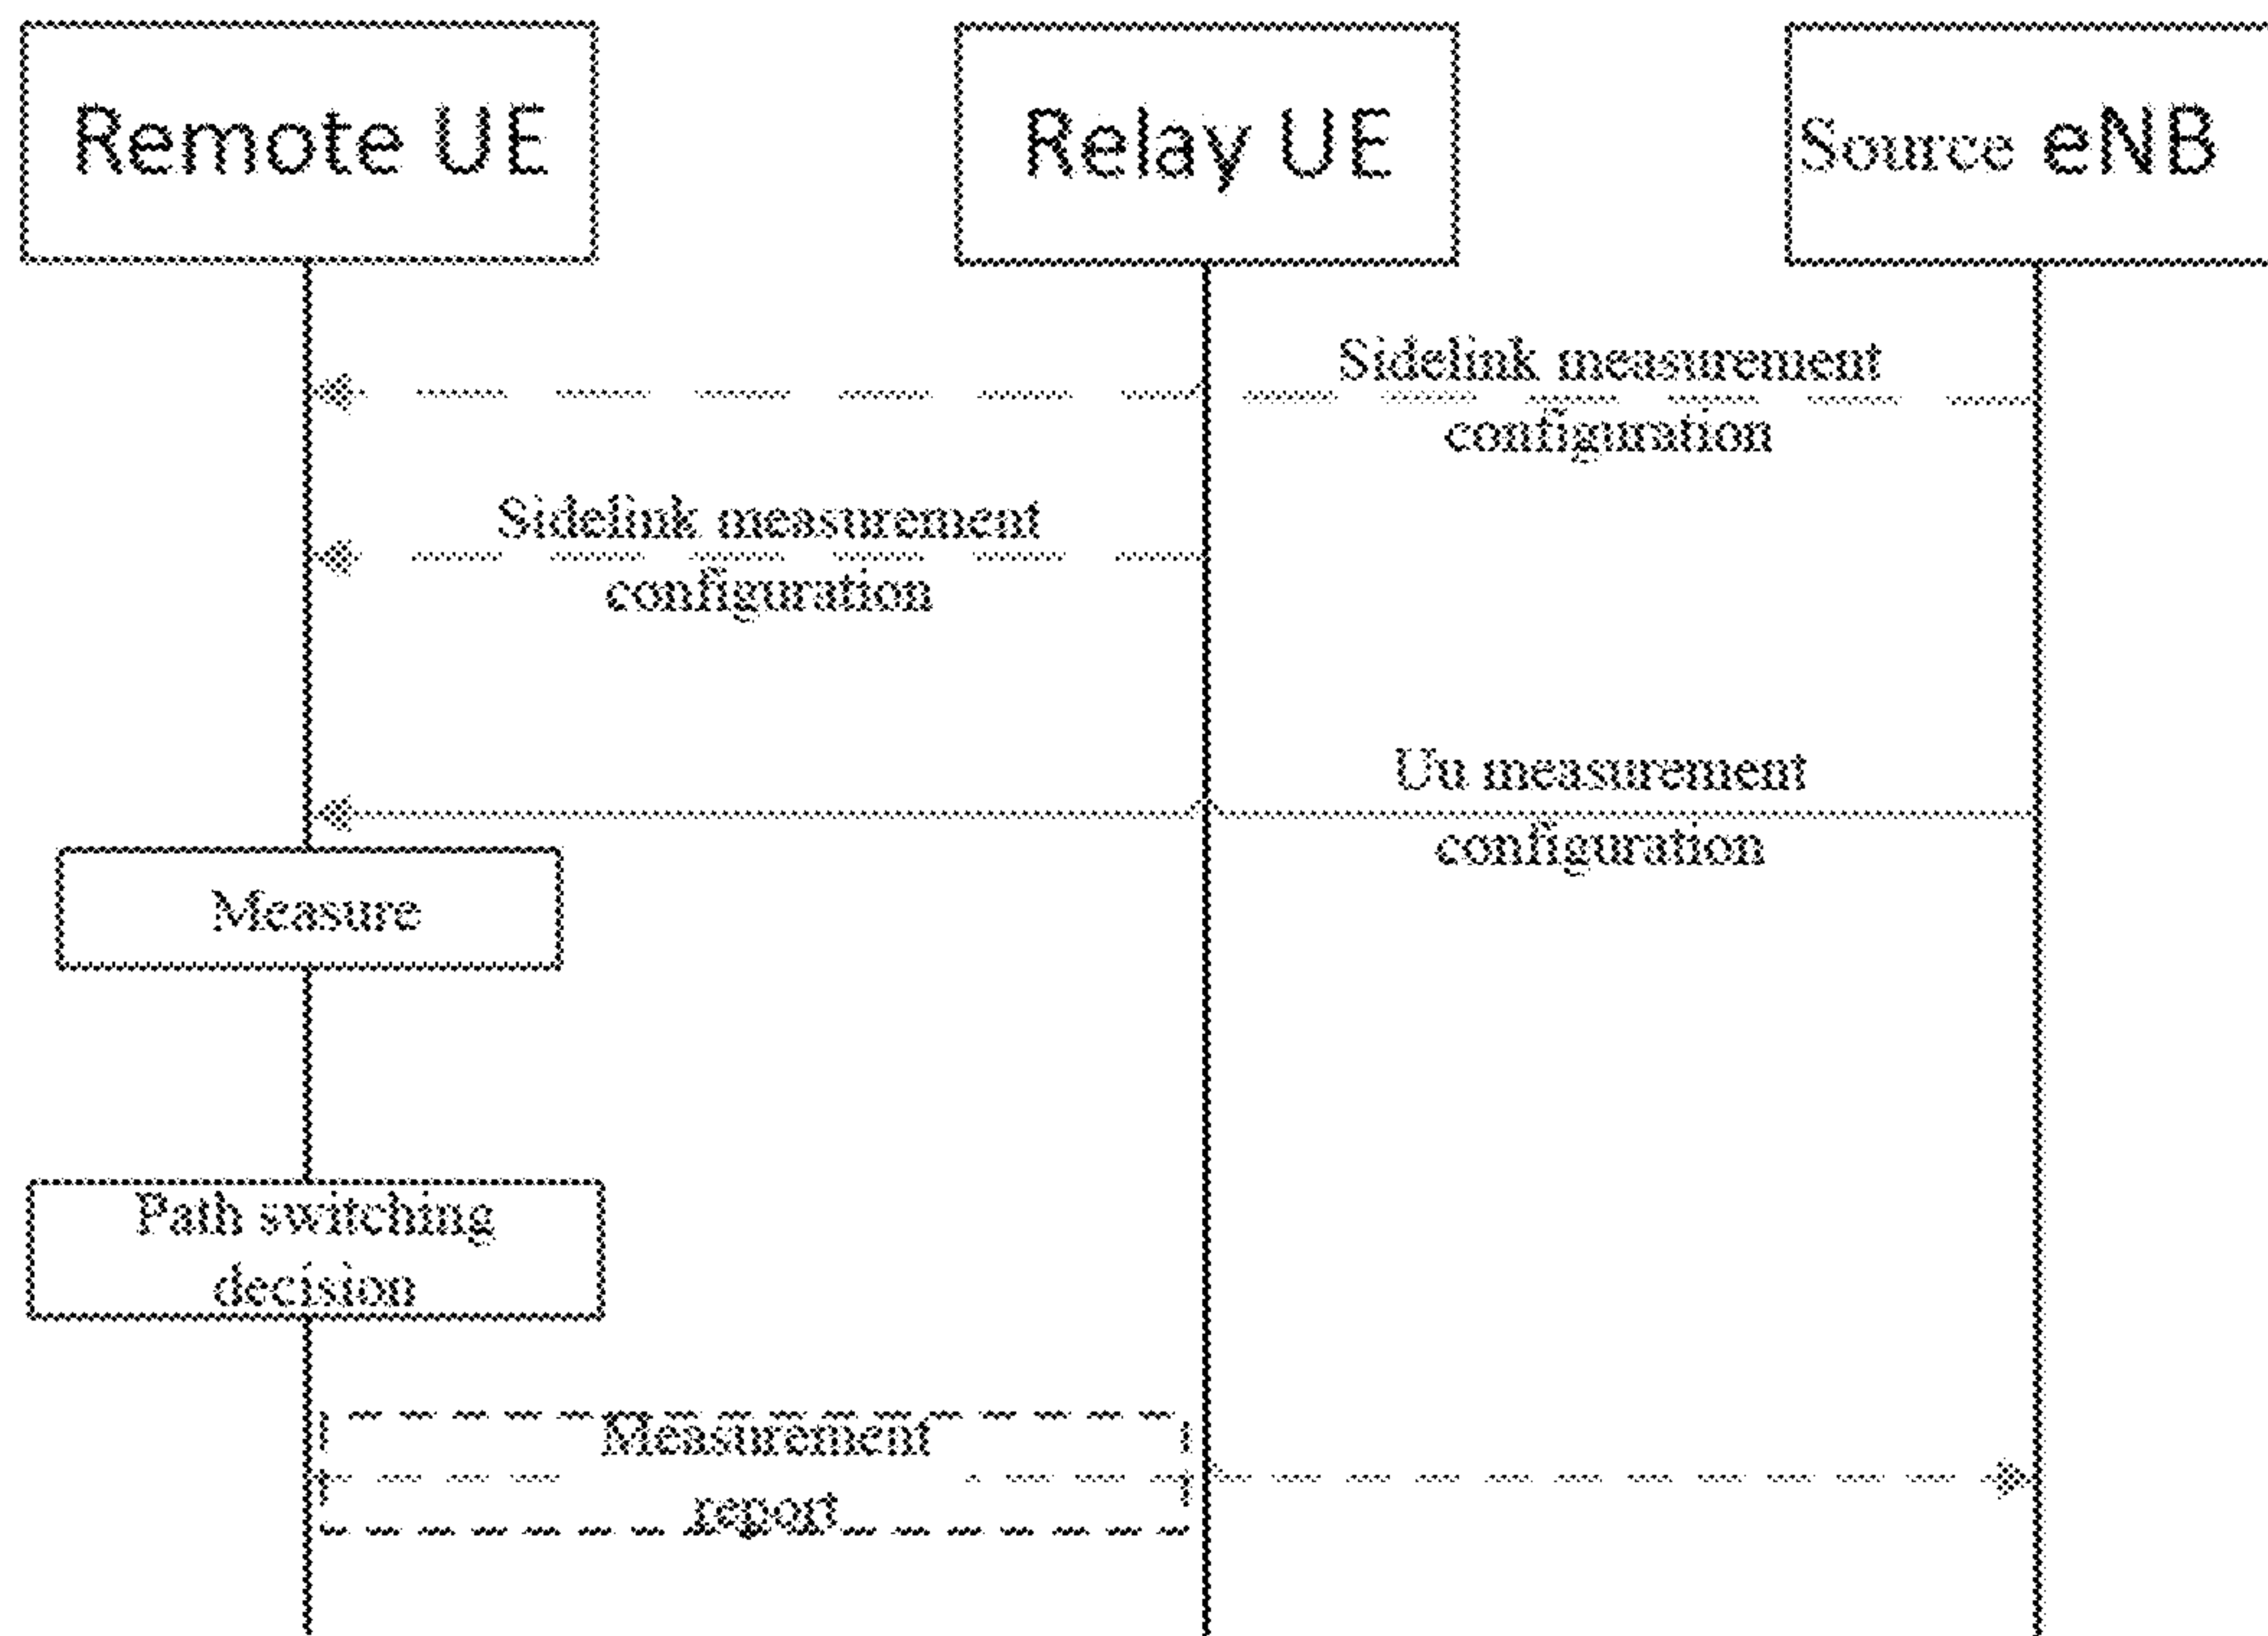 Remote UE
Relay UE
Source eNB
Sidelink measurement
configuration
Sidelink measurement
configuration
Uu measurement
configuration
Measure
Path switching
decision
Measurement
report